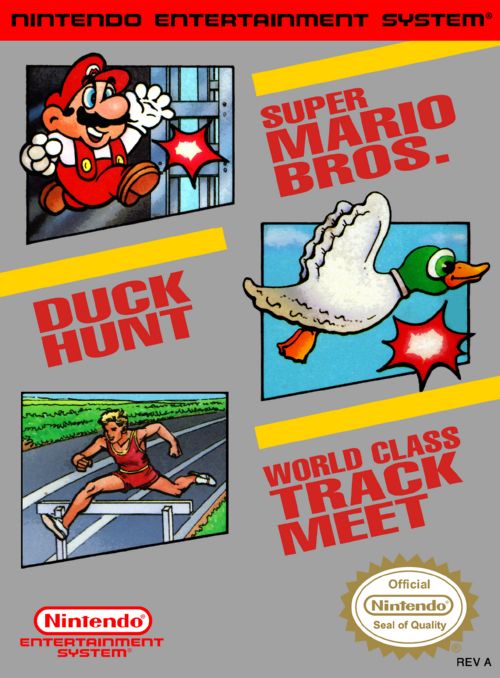 NINTENDO ENTERTAINMENT SYSTEM®
SUPER
MARIO
BROS.
DUCK
HUNT
WORLD CLASS
TRACK
MEET
Nintendo®
ENTERTAINMENT
SYSTEM®
Official
Nintendo®
Seal of Quality
REV A